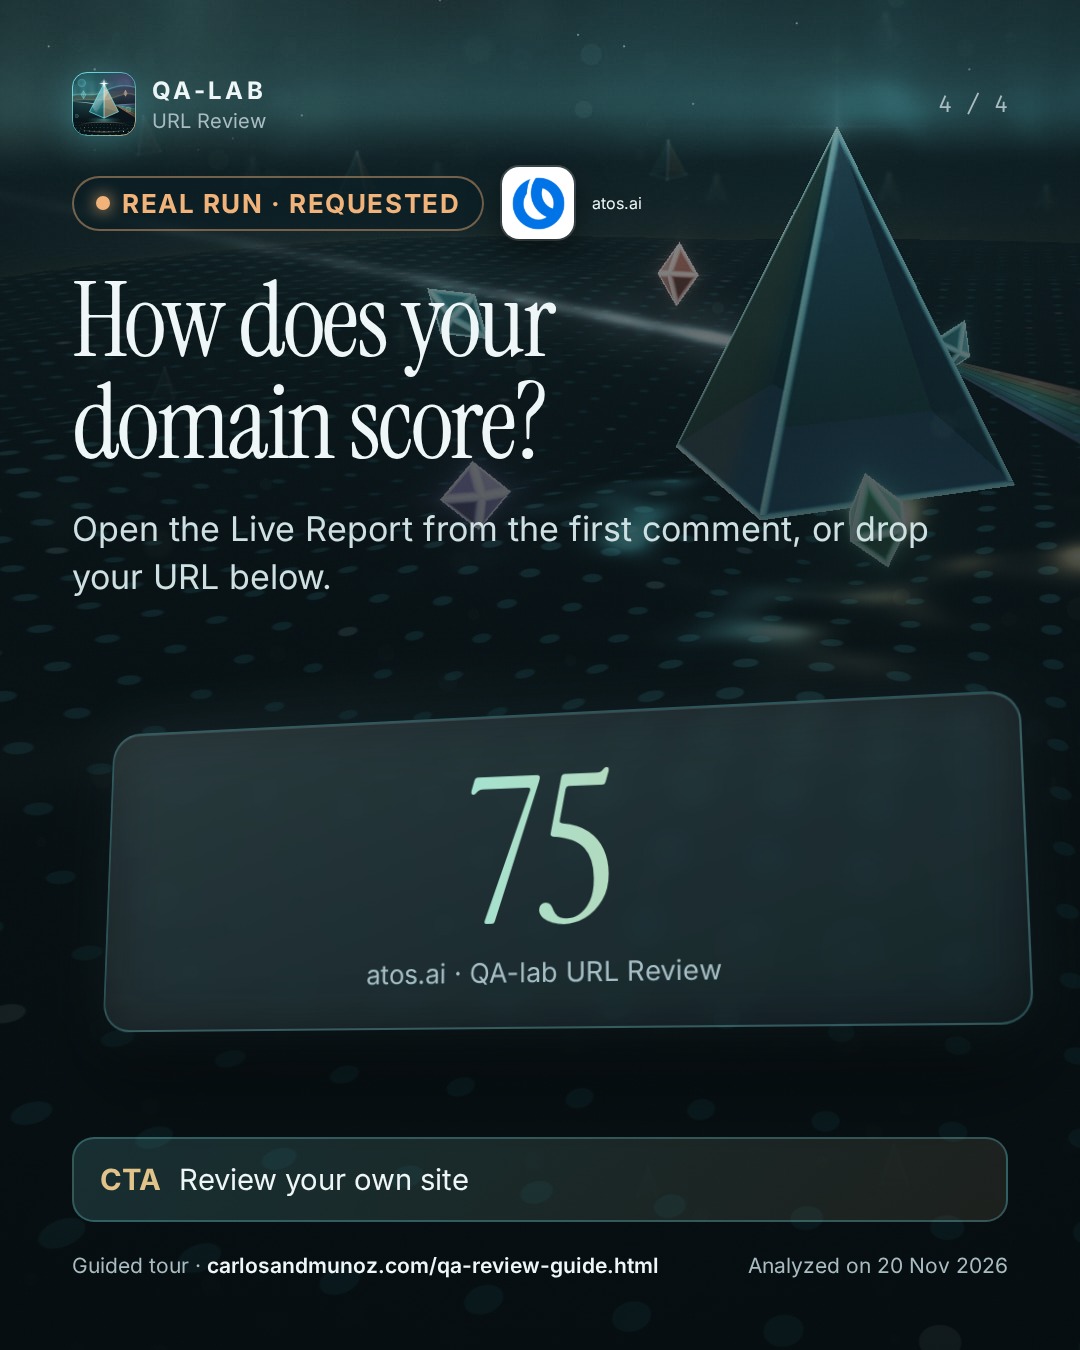 QA-LAB
URL Review
4 / 4
REAL RUN · REQUESTED
atos.ai
How does your
domain score?
Open the Live Report from the first comment, or drop
your URL below.
75
atos.ai · QA-lab URL Review
CTA Review your own site
Guided tour · carlosandmunoz.com/qa-review-guide.html
Analyzed on 20 Nov 2026